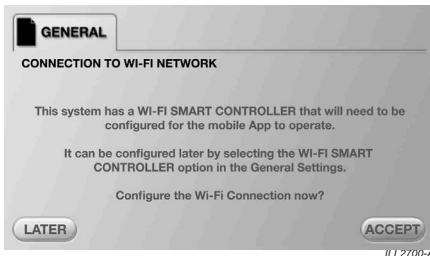 GENERAL
CONNECTION TO WI-FI NETWORK
This system has a WI-FI SMART CONTROLLER that will need to be
configured for the mobile App to operate.
It can be configured later by selecting the WI-FI SMART
CONTROLLER option in the General Settings.
Configure the Wi-Fi Connection now?
LATER
ACCEPT